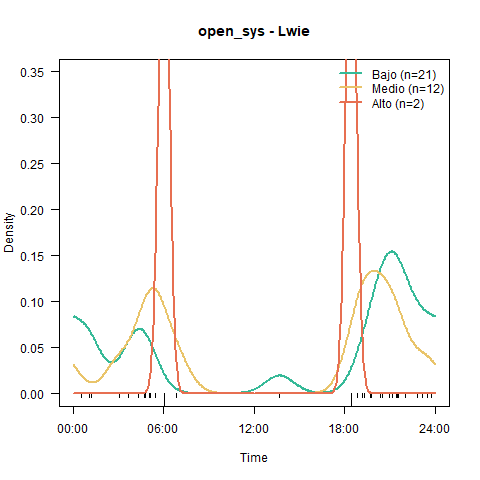 open_sys - Lwie
Bajo (n=21)
Medio (n=12)
Alto (n=2)
Density
0.35
0.30
0.25
0.20
0.15
0.10
0.05
0.00
00:00 06:00 12:00 18:00 24:00
Time